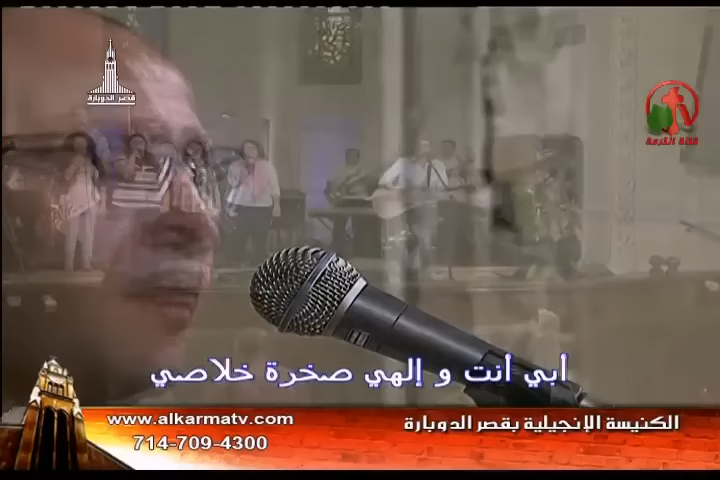 قصر الدوبارة
قناة الكرمة
أبي أنت و إلهي صخرة خلاصي
www.alkarmatv.com
الكنيسة الإنجيلية بقصر الدوبارة
714-709-4300